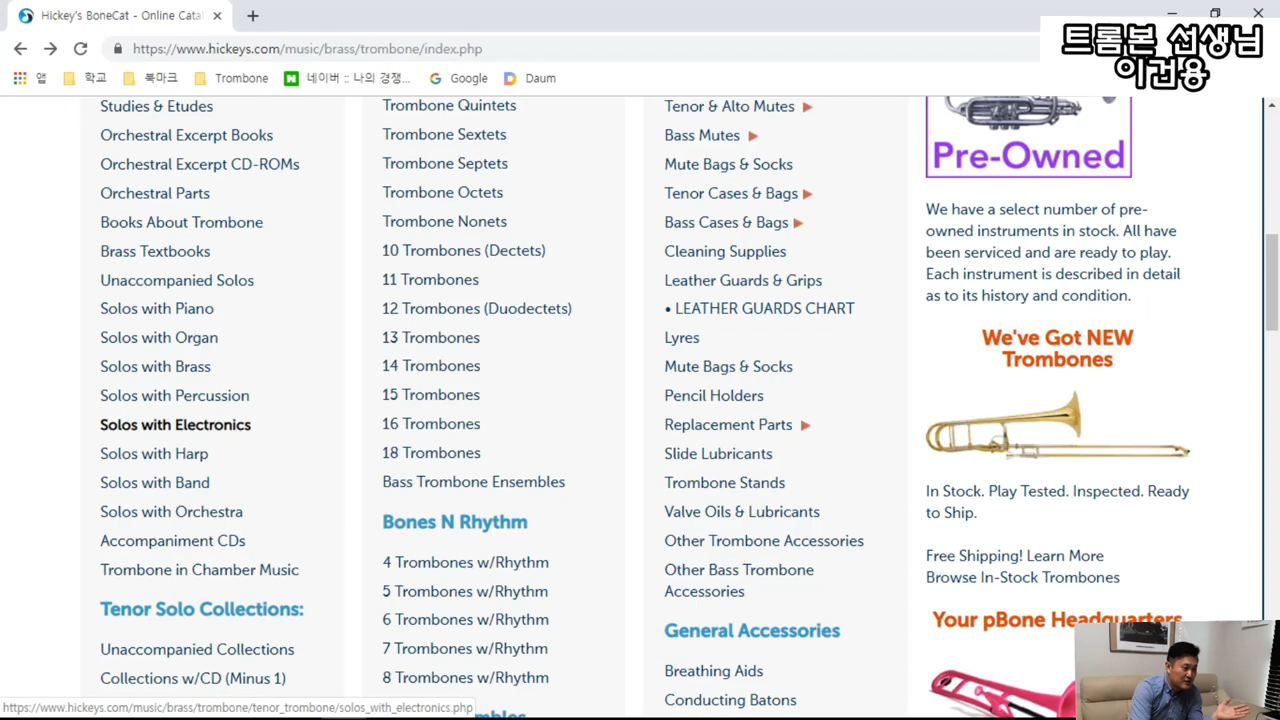 Hickey's BoneCat - Online Cata
트롬본 선생님
이건용
https://www.hickeys.com/music/brass/trombone/index.php
앱
학교
북마크
Trombone
네이버 :: 나의 경쟁...
Google
Daum
Studies & Etudes
Orchestral Excerpt Books
Orchestral Excerpt CD-ROMs
Orchestral Parts
Books About Trombone
Brass Textbooks
Unaccompanied Solos
Solos with Piano
Solos with Organ
Solos with Brass
Solos with Percussion
Solos with Electronics
Solos with Harp
Solos with Band
Solos with Orchestra
Accompaniment CDs
Trombone in Chamber Music
Tenor Solo Collections:
Unaccompanied Collections
Collections w/CD (Minus 1)
Trombone Quintets
Trombone Sextets
Trombone Septets
Trombone Octets
Trombone Nonets
10 Trombones (Dectets)
11 Trombones
12 Trombones (Duodectets)
13 Trombones
14 Trombones
15 Trombones
16 Trombones
18 Trombones
Bass Trombone Ensembles
Bones N Rhythm
4 Trombones w/Rhythm
5 Trombones w/Rhythm
6 Trombones w/Rhythm
7 Trombones w/Rhythm
8 Trombones w/Rhythm
Tenor & Alto Mutes
Bass Mutes
Mute Bags & Socks
Tenor Cases & Bags
Bass Cases & Bags
Cleaning Supplies
Leather Guards & Grips
• LEATHER GUARDS CHART
Lyres
Mute Bags & Socks
Pencil Holders
Replacement Parts
Slide Lubricants
Trombone Stands
Valve Oils & Lubricants
Other Trombone Accessories
Other Bass Trombone
Accessories
General Accessories
Breathing Aids
Conducting Batons
Pre-Owned
We have a select number of pre-
owned instruments in stock. All have
been serviced and are ready to play.
Each instrument is described in detail
as to its history and condition.
We've Got NEW
Trombones
In Stock. Play Tested. Inspected. Ready
to Ship.
Free Shipping! Learn More
Browse In-Stock Trombones
Your pBone Headquarters
https://www.hickeys.com/music/brass/trombone/tenor_trombone/solos_with_electronics.php